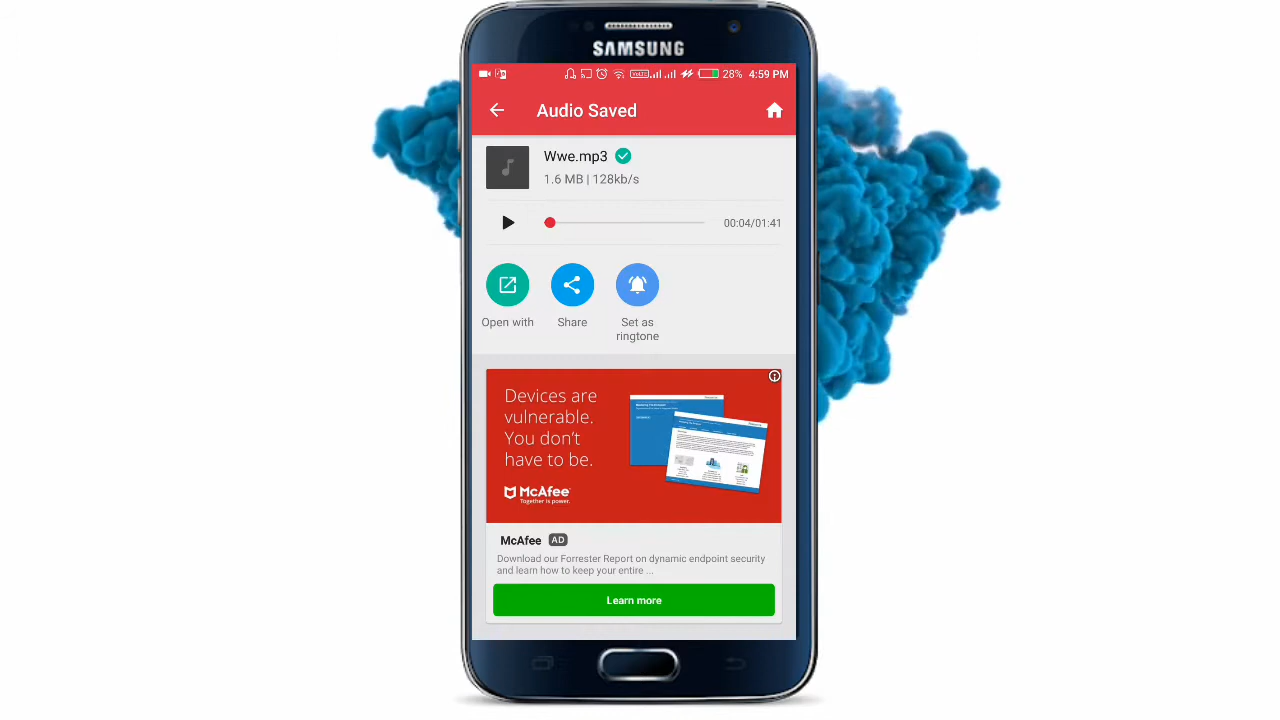 SAMSUNG
VoLTE 28% 4:59 PM
Audio Saved
Wwe.mp3
1.6 MB | 128kb/s
00:04/01:41
Open with
Share
Set as
ringtone
Devices are
vulnerable.
You don't
have to be.
McAfee
Together is power.
McAfee AD
Download our Forrester Report on dynamic endpoint security
and learn how to keep your entire ...
Learn more